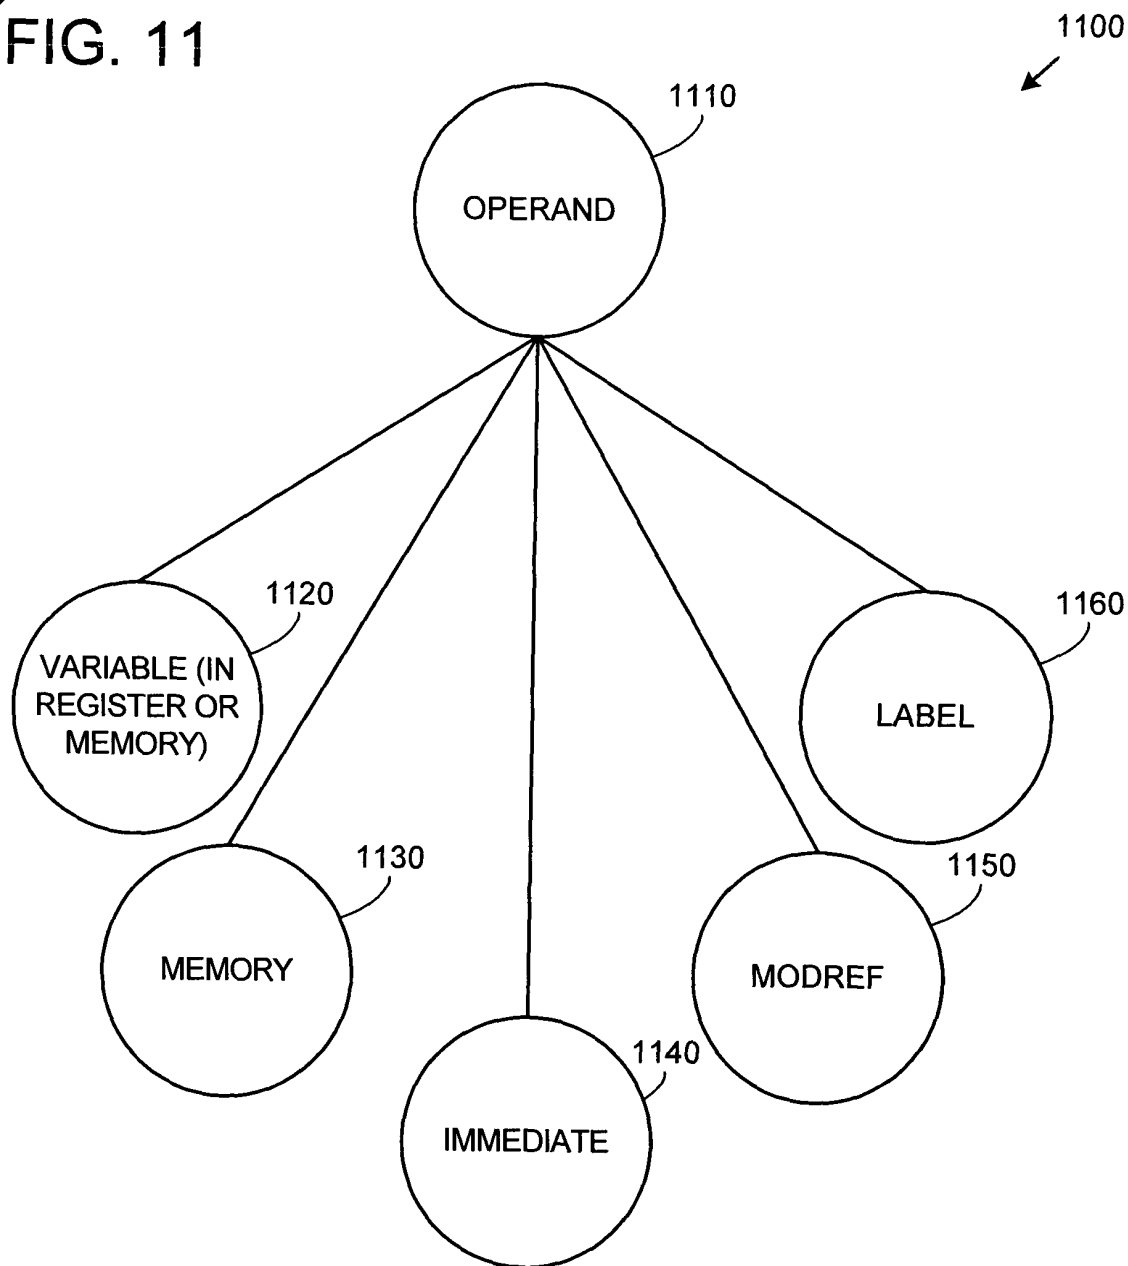 FIG. 11
1100
1110
OPERAND
1120
VARIABLE (IN
REGISTER OR
MEMORY)
1160
LABEL
1130
MEMORY
1150
MODREF
1140
IMMEDIATE